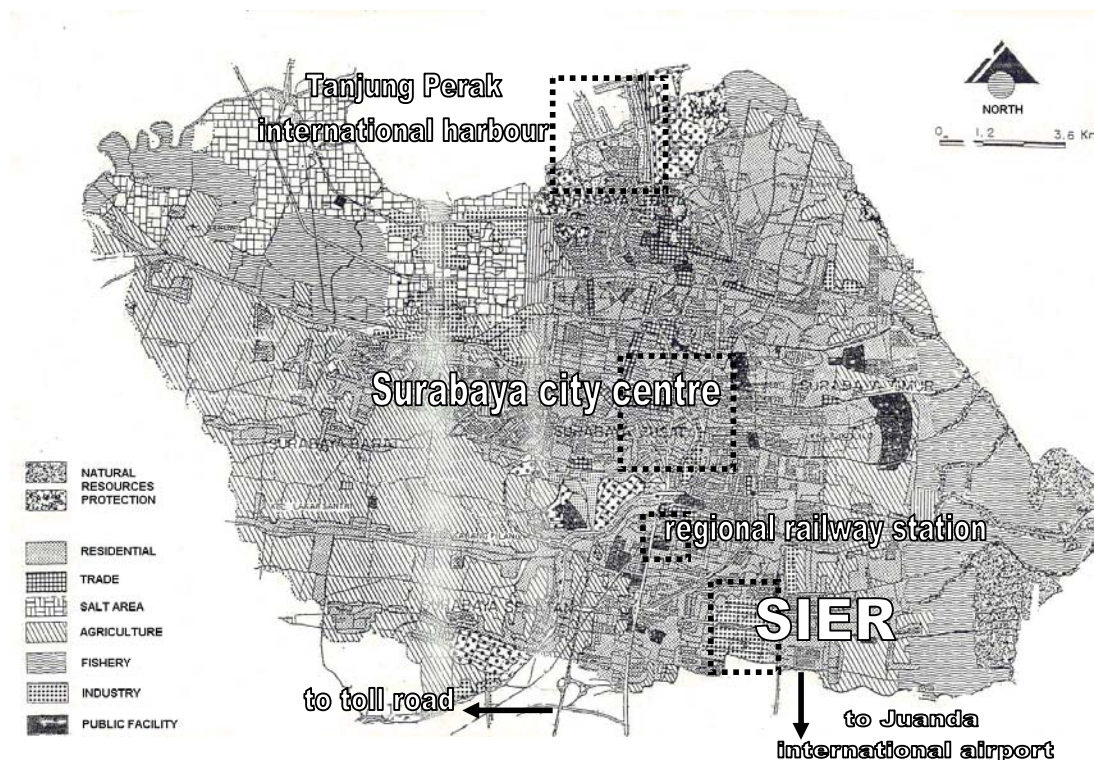 Tanjung Perak
international harbour
NORTH
0 1,2 3,6 Km
Surabaya city centre
SURABAYA TIMUR
SURABAYA PUSAT
SURABAYA BARAT
regional railway station
SIER
to toll road
to Juanda
international airport
NATURAL
RESOURCES
PROTECTION
RESIDENTIAL
TRADE
SALT AREA
AGRICULTURE
FISHERY
INDUSTRY
PUBLIC FACILITY